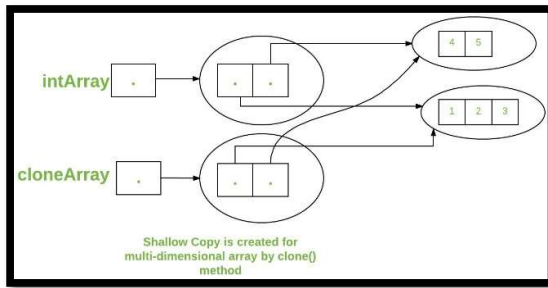 4 5
intArray
1 2 3
cloneArray
Shallow Copy is created for
multi-dimensional array by clone()
method